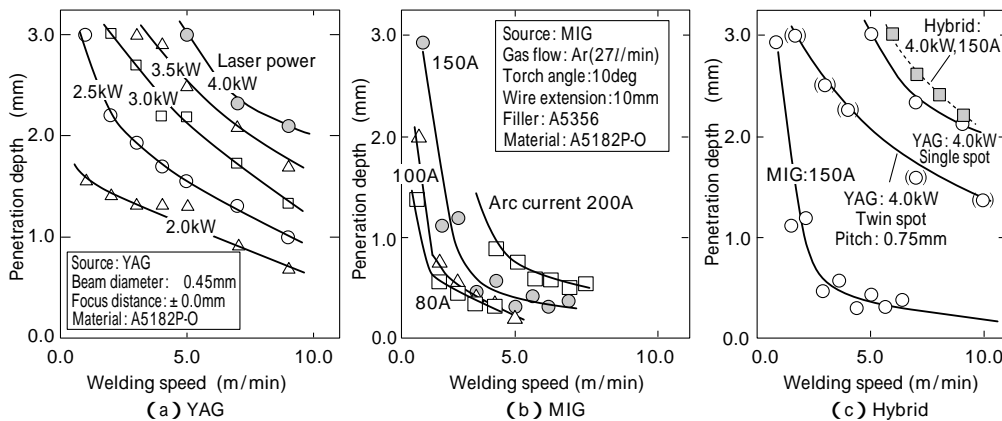 Penetration depth (mm)
3.0
2.0
1.0
0.0
2.5kW
3.0kW
3.5kW
4.0kW
Laser power
2.0kW
Source : YAG
Beam diameter : 0.45mm
Focus distance : ± 0.0mm
Material : A5182P-O
0.0
5.0
10.0
Welding speed (m/min)
(a) YAG
Penetration depth (mm)
3.0
2.0
1.0
0.0
150A
Source : MIG
Gas flow : Ar(27l/min)
Torch angle : 10deg
Wire extension : 10mm
Filler : A5356
Material : A5182P-O
100A
Arc current 200A
80A
0.0
5.0
10.0
Welding speed (m/min)
(b) MIG
Penetration depth (mm)
3.0
2.0
1.0
0.0
Hybrid :
4.0kW,150A
YAG : 4.0kW
Single spot
MIG:150A
YAG : 4.0kW
Twin spot
Pitch : 0.75mm
0.0
5.0
10.0
Welding speed (m/min)
(c) Hybrid